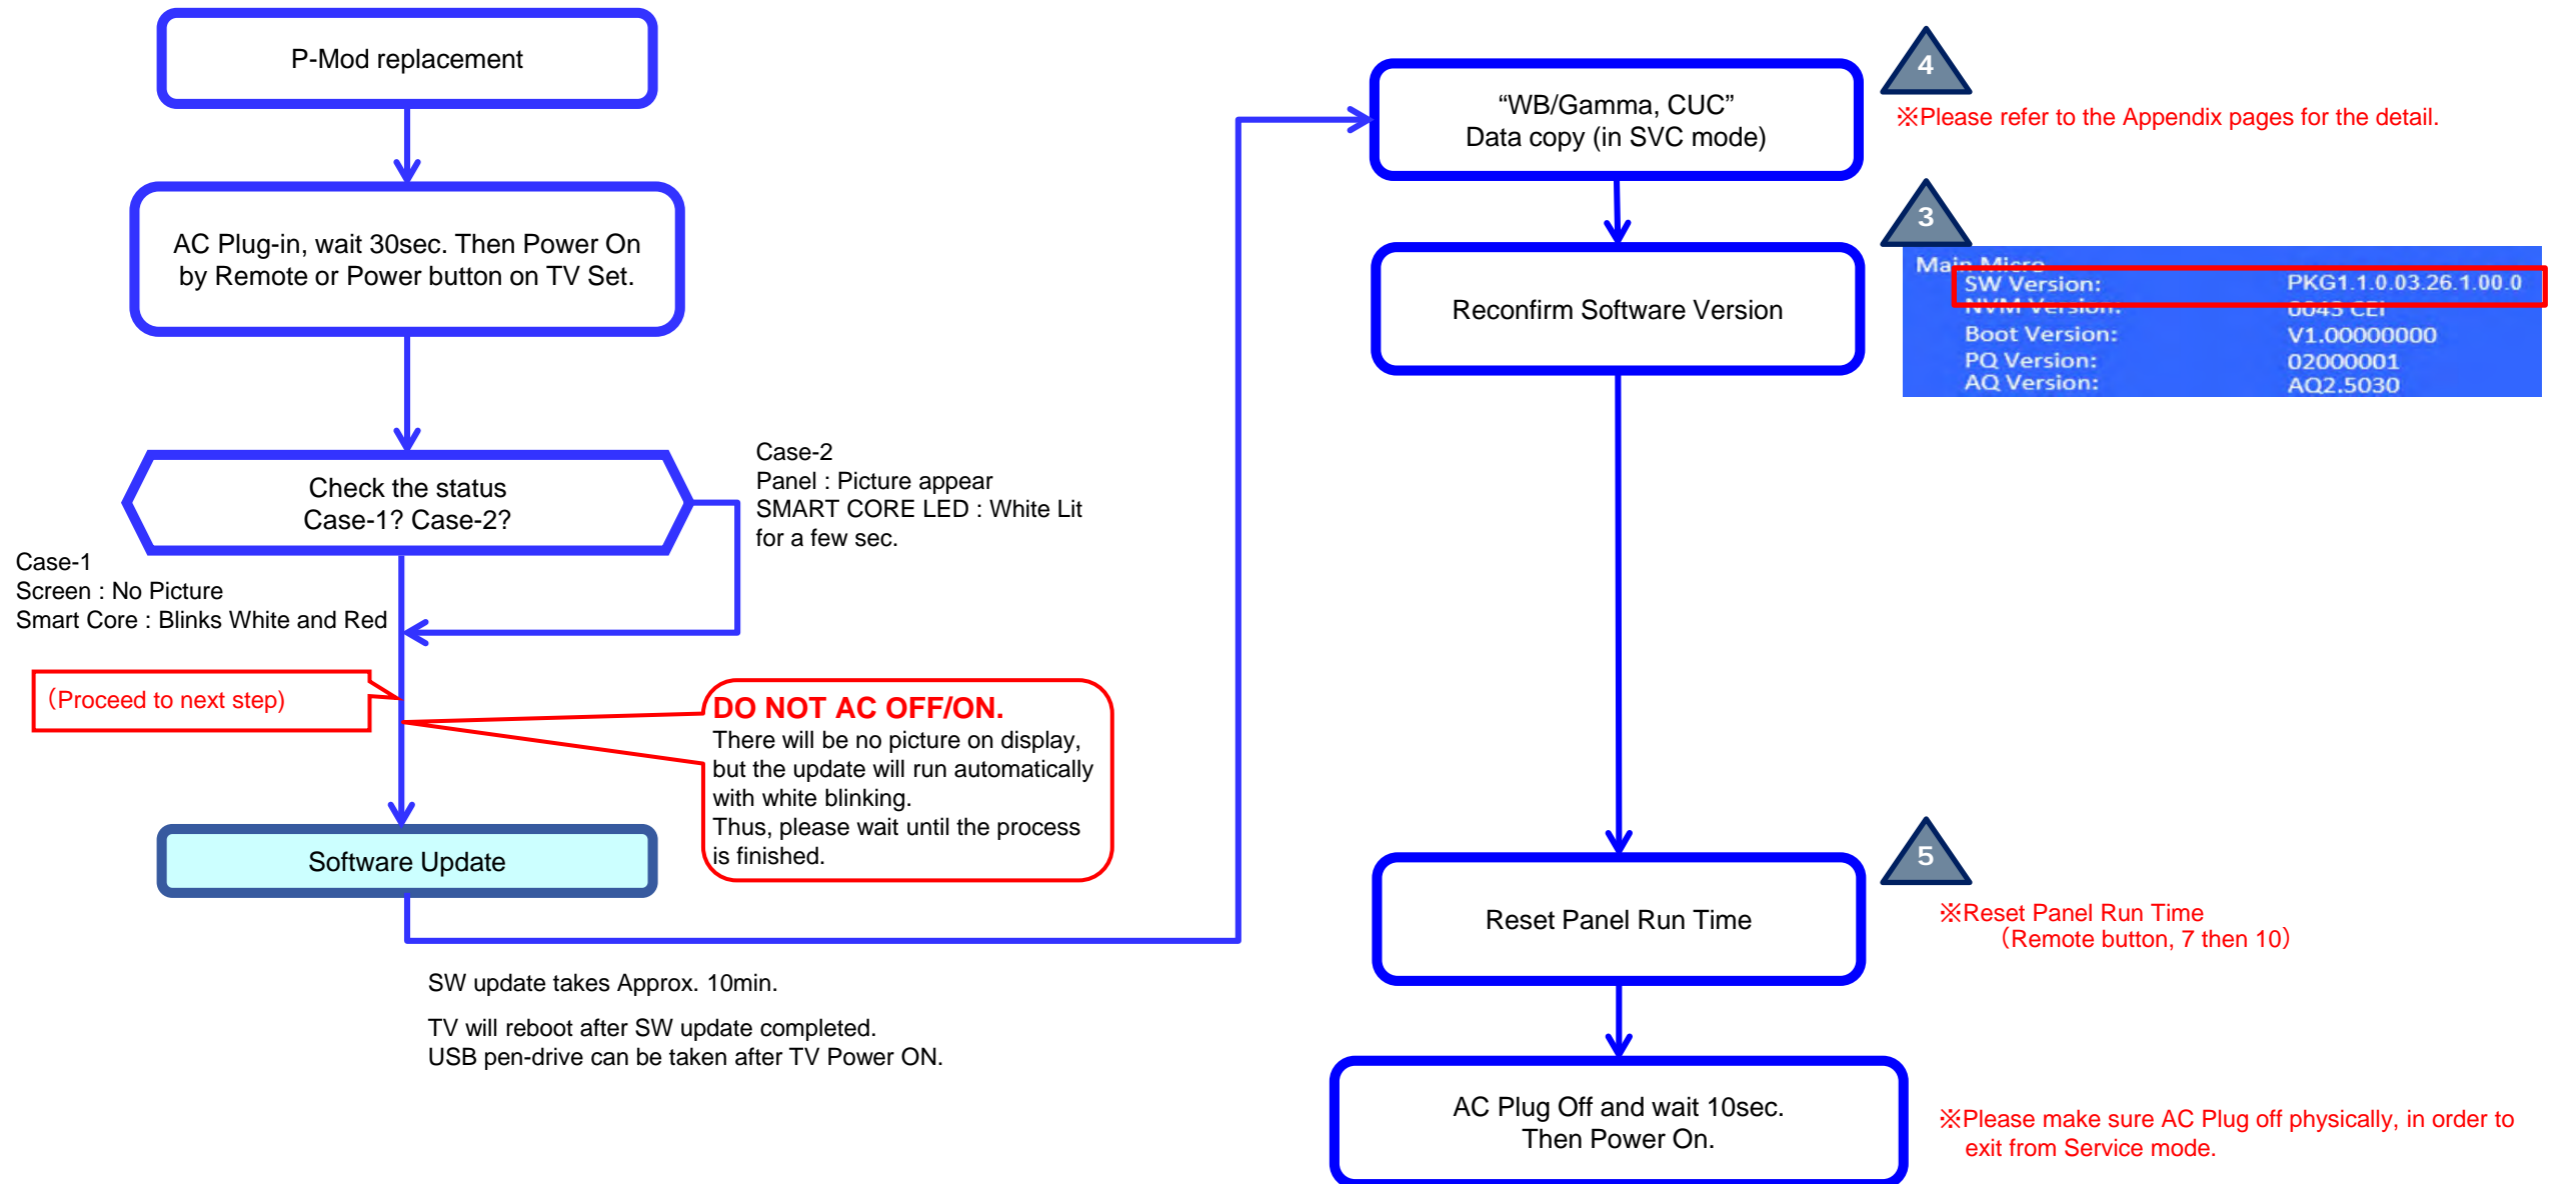 P-Mod replacement
AC Plug-in, wait 30sec. Then Power On
by Remote or Power button on TV Set.
Check the status
Case-1? Case-2?
Case-2
Panel : Picture appear
SMART CORE LED : White Lit
for a few sec.
Case-1
Screen : No Picture
Smart Core : Blinks White and Red
（Proceed to next step)
DO NOT AC OFF/ON.
There will be no picture on display,
but the update will run automatically
with white blinking.
Thus, please wait until the process
is finished.
Software Update
SW update takes Approx. 10min.
TV will reboot after SW update completed.
USB pen-drive can be taken after TV Power ON.
“WB/Gamma, CUC”
Data copy (in SVC mode)
4
※Please refer to the Appendix pages for the detail.
Reconfirm Software Version
3
Main Micro
SW Version: PKG1.1.0.03.26.1.00.0
NVM Version: 0045 CEI
Boot Version: V1.00000000
PQ Version: 02000001
AQ Version: AQ2.5030
Reset Panel Run Time
5
※Reset Panel Run Time
（Remote button, 7 then 10）
AC Plug Off and wait 10sec.
Then Power On.
※Please make sure AC Plug off physically, in order to
exit from Service mode.